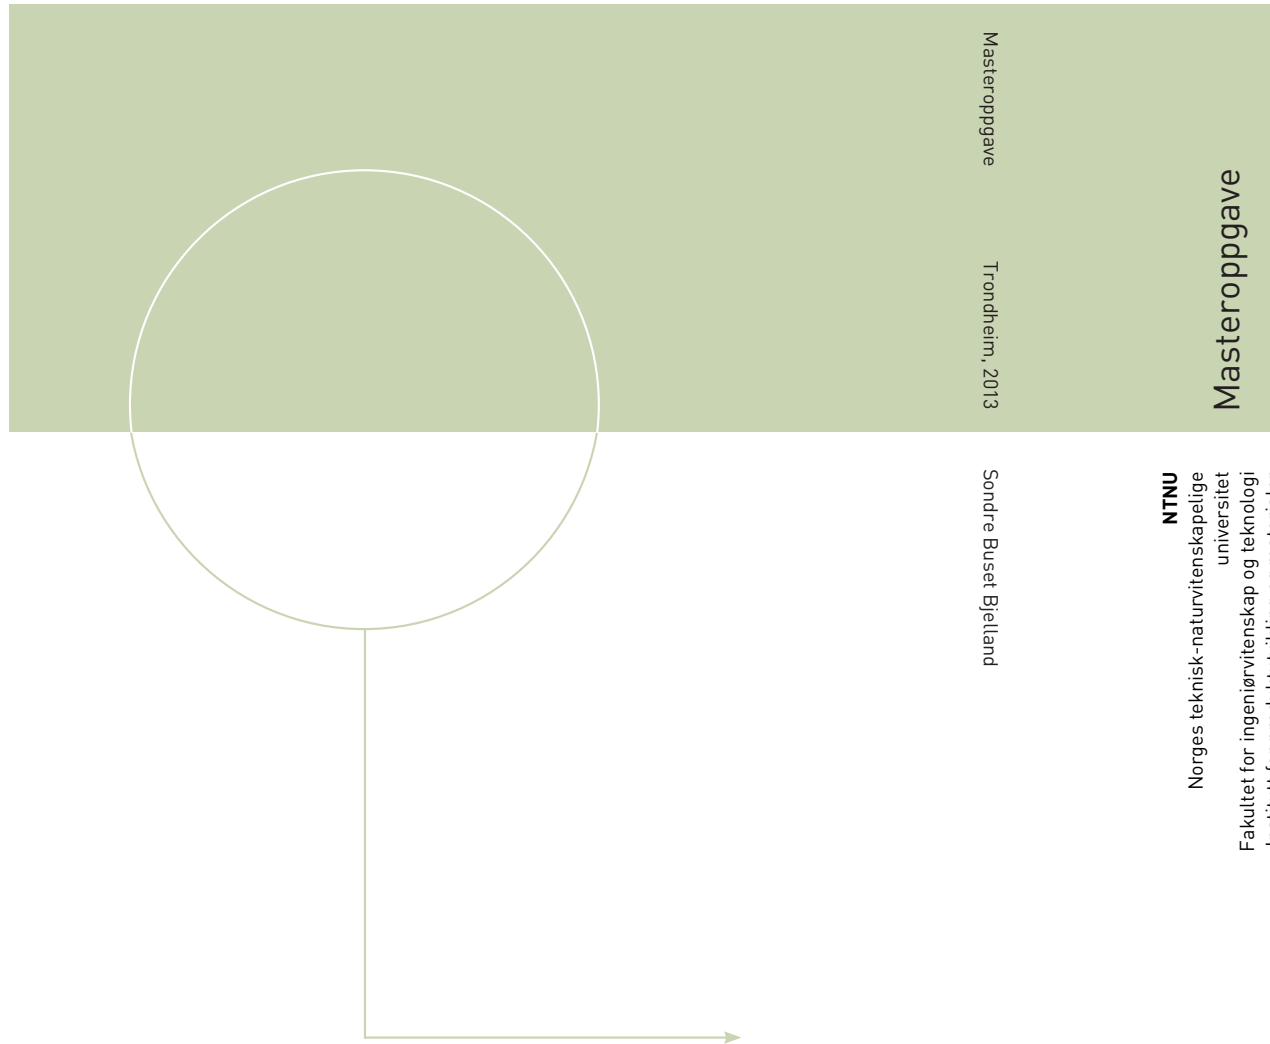 Masteroppgave
Trondheim, 2013
Sondre Buset Bjelland
Masteroppgave
NTNU
Norges teknisk-naturvitenskapelige
universitet
Fakultet for ingeniørvitenskap og teknologi